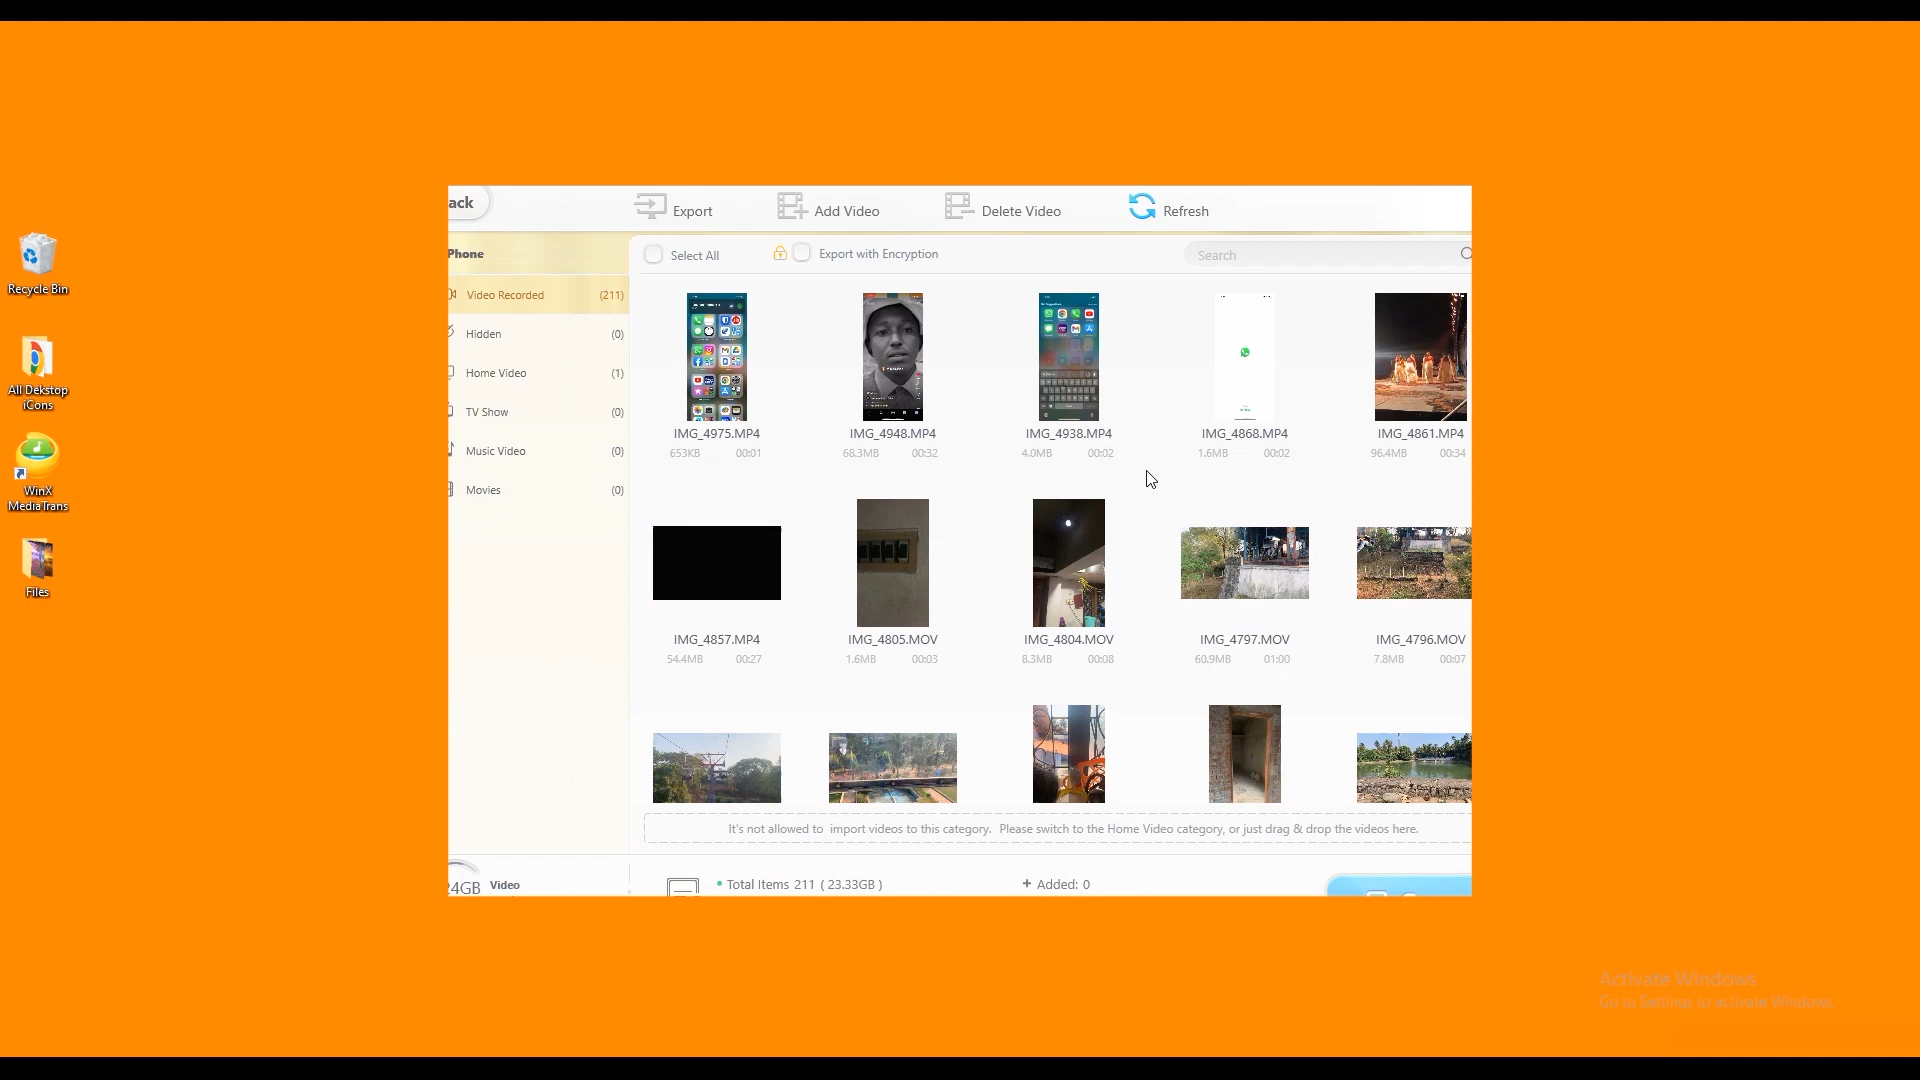 ack
Export
Add Video
Delete Video
Refresh
Phone
Select All
Export with Encryption
Search
Video Recorded (211)
Hidden (0)
Home Video (1)
TV Show (0)
Music Video (0)
Movies (0)
IMG_4975.MP4
653KB 00:01
IMG_4948.MP4
68.3MB 00:32
IMG_4938.MP4
4.0MB 00:02
IMG_4868.MP4
1.6MB 00:02
IMG_4861.MP4
96.4MB 00:34
IMG_4857.MP4
54.4MB 00:27
IMG_4805.MOV
1.6MB 00:03
IMG_4804.MOV
8.3MB 00:08
IMG_4797.MOV
60.9MB 01:00
IMG_4796.MOV
7.8MB 00:07
It's not allowed to import videos to this category. Please switch to the Home Video category, or just drag & drop the videos here.
24GB Video
Total Items 211 ( 23.33GB )
+ Added: 0
Recycle Bin
All Dekstop
iCons
WinX
MediaTrans
Files
Activate Windows
Go to Settings to activate Windows.